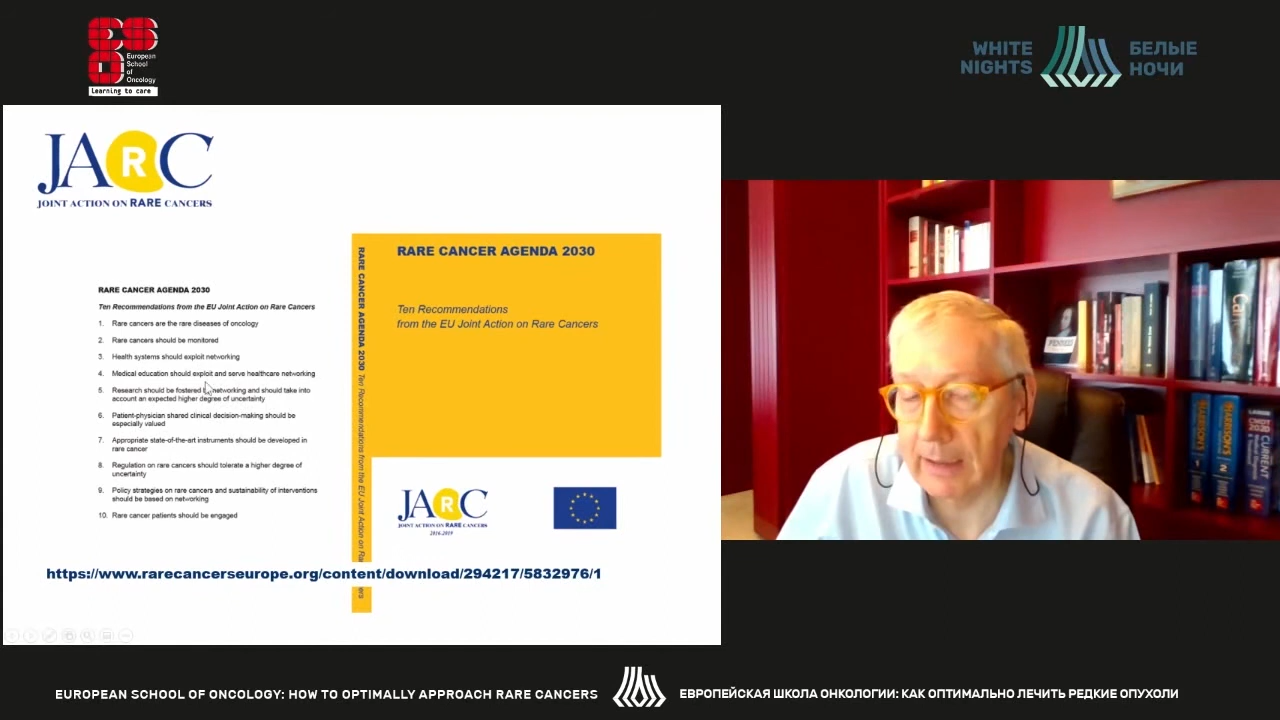 European
School
of
Oncology
Learning to care
WHITE
NIGHTS
БЕЛЫЕ
НОЧИ
JARC
JOINT ACTION ON RARE CANCERS
RARE CANCER AGENDA 2030
Ten Recommendations from the EU Joint Action on Rare Cancers
1. Rare cancers are the rare diseases of oncology
2. Rare cancers should be monitored
3. Health systems should exploit networking
4. Medical education should exploit and serve healthcare networking
5. Research should be fostered networking and should take into
account an expected higher degree of uncertainty
6. Patient-physician shared clinical decision-making should be
especially valued
7. Appropriate state-of-the-art instruments should be developed in
rare cancer
8. Regulation on rare cancers should tolerate a higher degree of
uncertainty
9. Policy strategies on rare cancers and sustainability of interventions
should be based on networking
10. Rare cancer patients should be engaged
RARE CANCER AGENDA 2030 Ten Recommendations from the EU Joint Action on
RARE CANCER AGENDA 2030
Ten Recommendations
from the EU Joint Action on Rare Cancers
JARC
JOINT ACTION ON RARE CANCERS
2016-2019
https://www.rarecancerseurope.org/content/download/294217/5832976/1
CURRENT
EUROPEAN SCHOOL OF ONCOLOGY: HOW TO OPTIMALLY APPROACH RARE CANCERS
ЕВРОПЕЙСКАЯ ШКОЛА ОНКОЛОГИИ: КАК ОПТИМАЛЬНО ЛЕЧИТЬ РЕДКИЕ ОПУХОЛИ